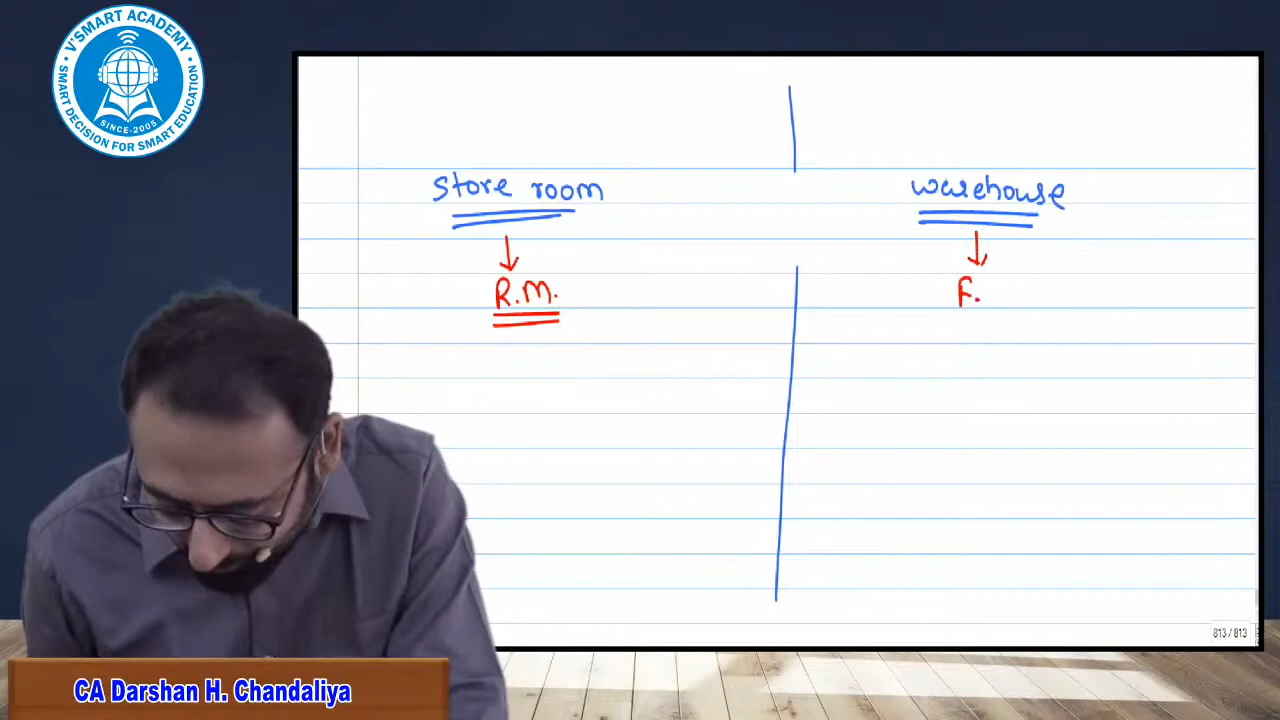 V'SMART ACADEMY
SMART DECISION FOR SMART EDUCATION
SINCE-2005
store room
warehouse
R.M.
F.
813 / 813
CA Darshan H. Chandaliya